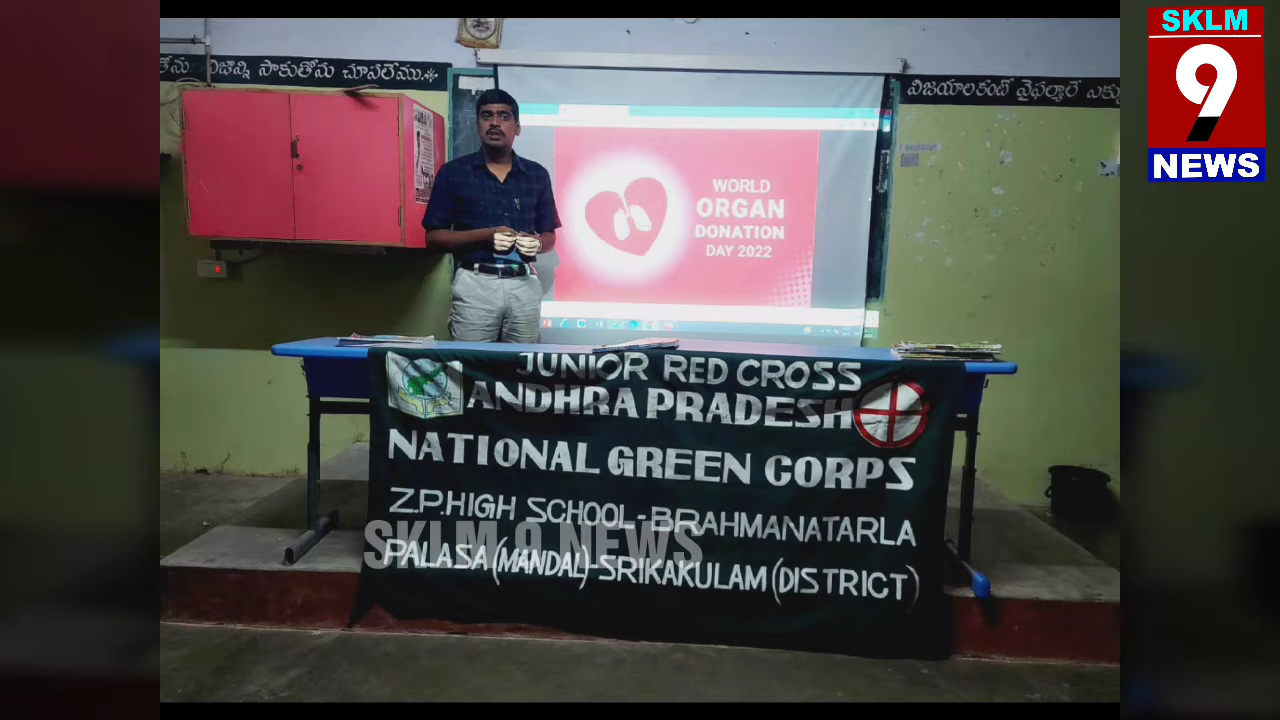 SKLM
9
NEWS
సాకుతోను చూపలేము.
విజయాలకంటే వైఫల్యాలే
WORLD
ORGAN
DONATION
DAY 2022
JUNIOR RED CROSS
ANDHRA PRADESH
NATIONAL GREEN CORPS
Z.P.HIGH SCHOOL-BRAHMANATARLA
SKLM 9 NEWS
PALASA (MANDAL)-SRIKAKULAM (DISTRICT)